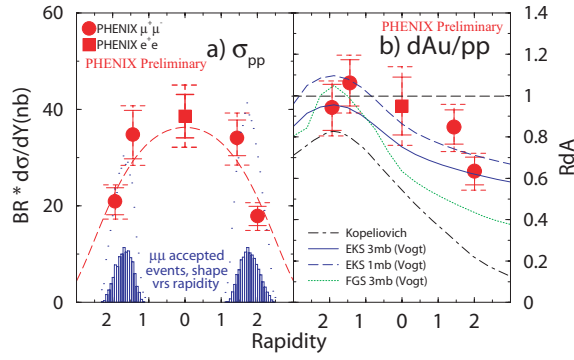 PHENIX μ+μ-
PHENIX e+e-
PHENIX Preliminary
a) σpp
PHENIX Preliminary
b) dAu/pp
BR * dσ/dY(nb)
60
40
20
0
μμ accepted
events, shape
vrs rapidity
Kopeliovich
EKS 3mb (Vogt)
EKS 1mb (Vogt)
FGS 3mb (Vogt)
1.4
1.2
1
0.8
0.6
0.4
0.2
0
RdA
2 1 0 1 2
2 1 0 1 2
Rapidity